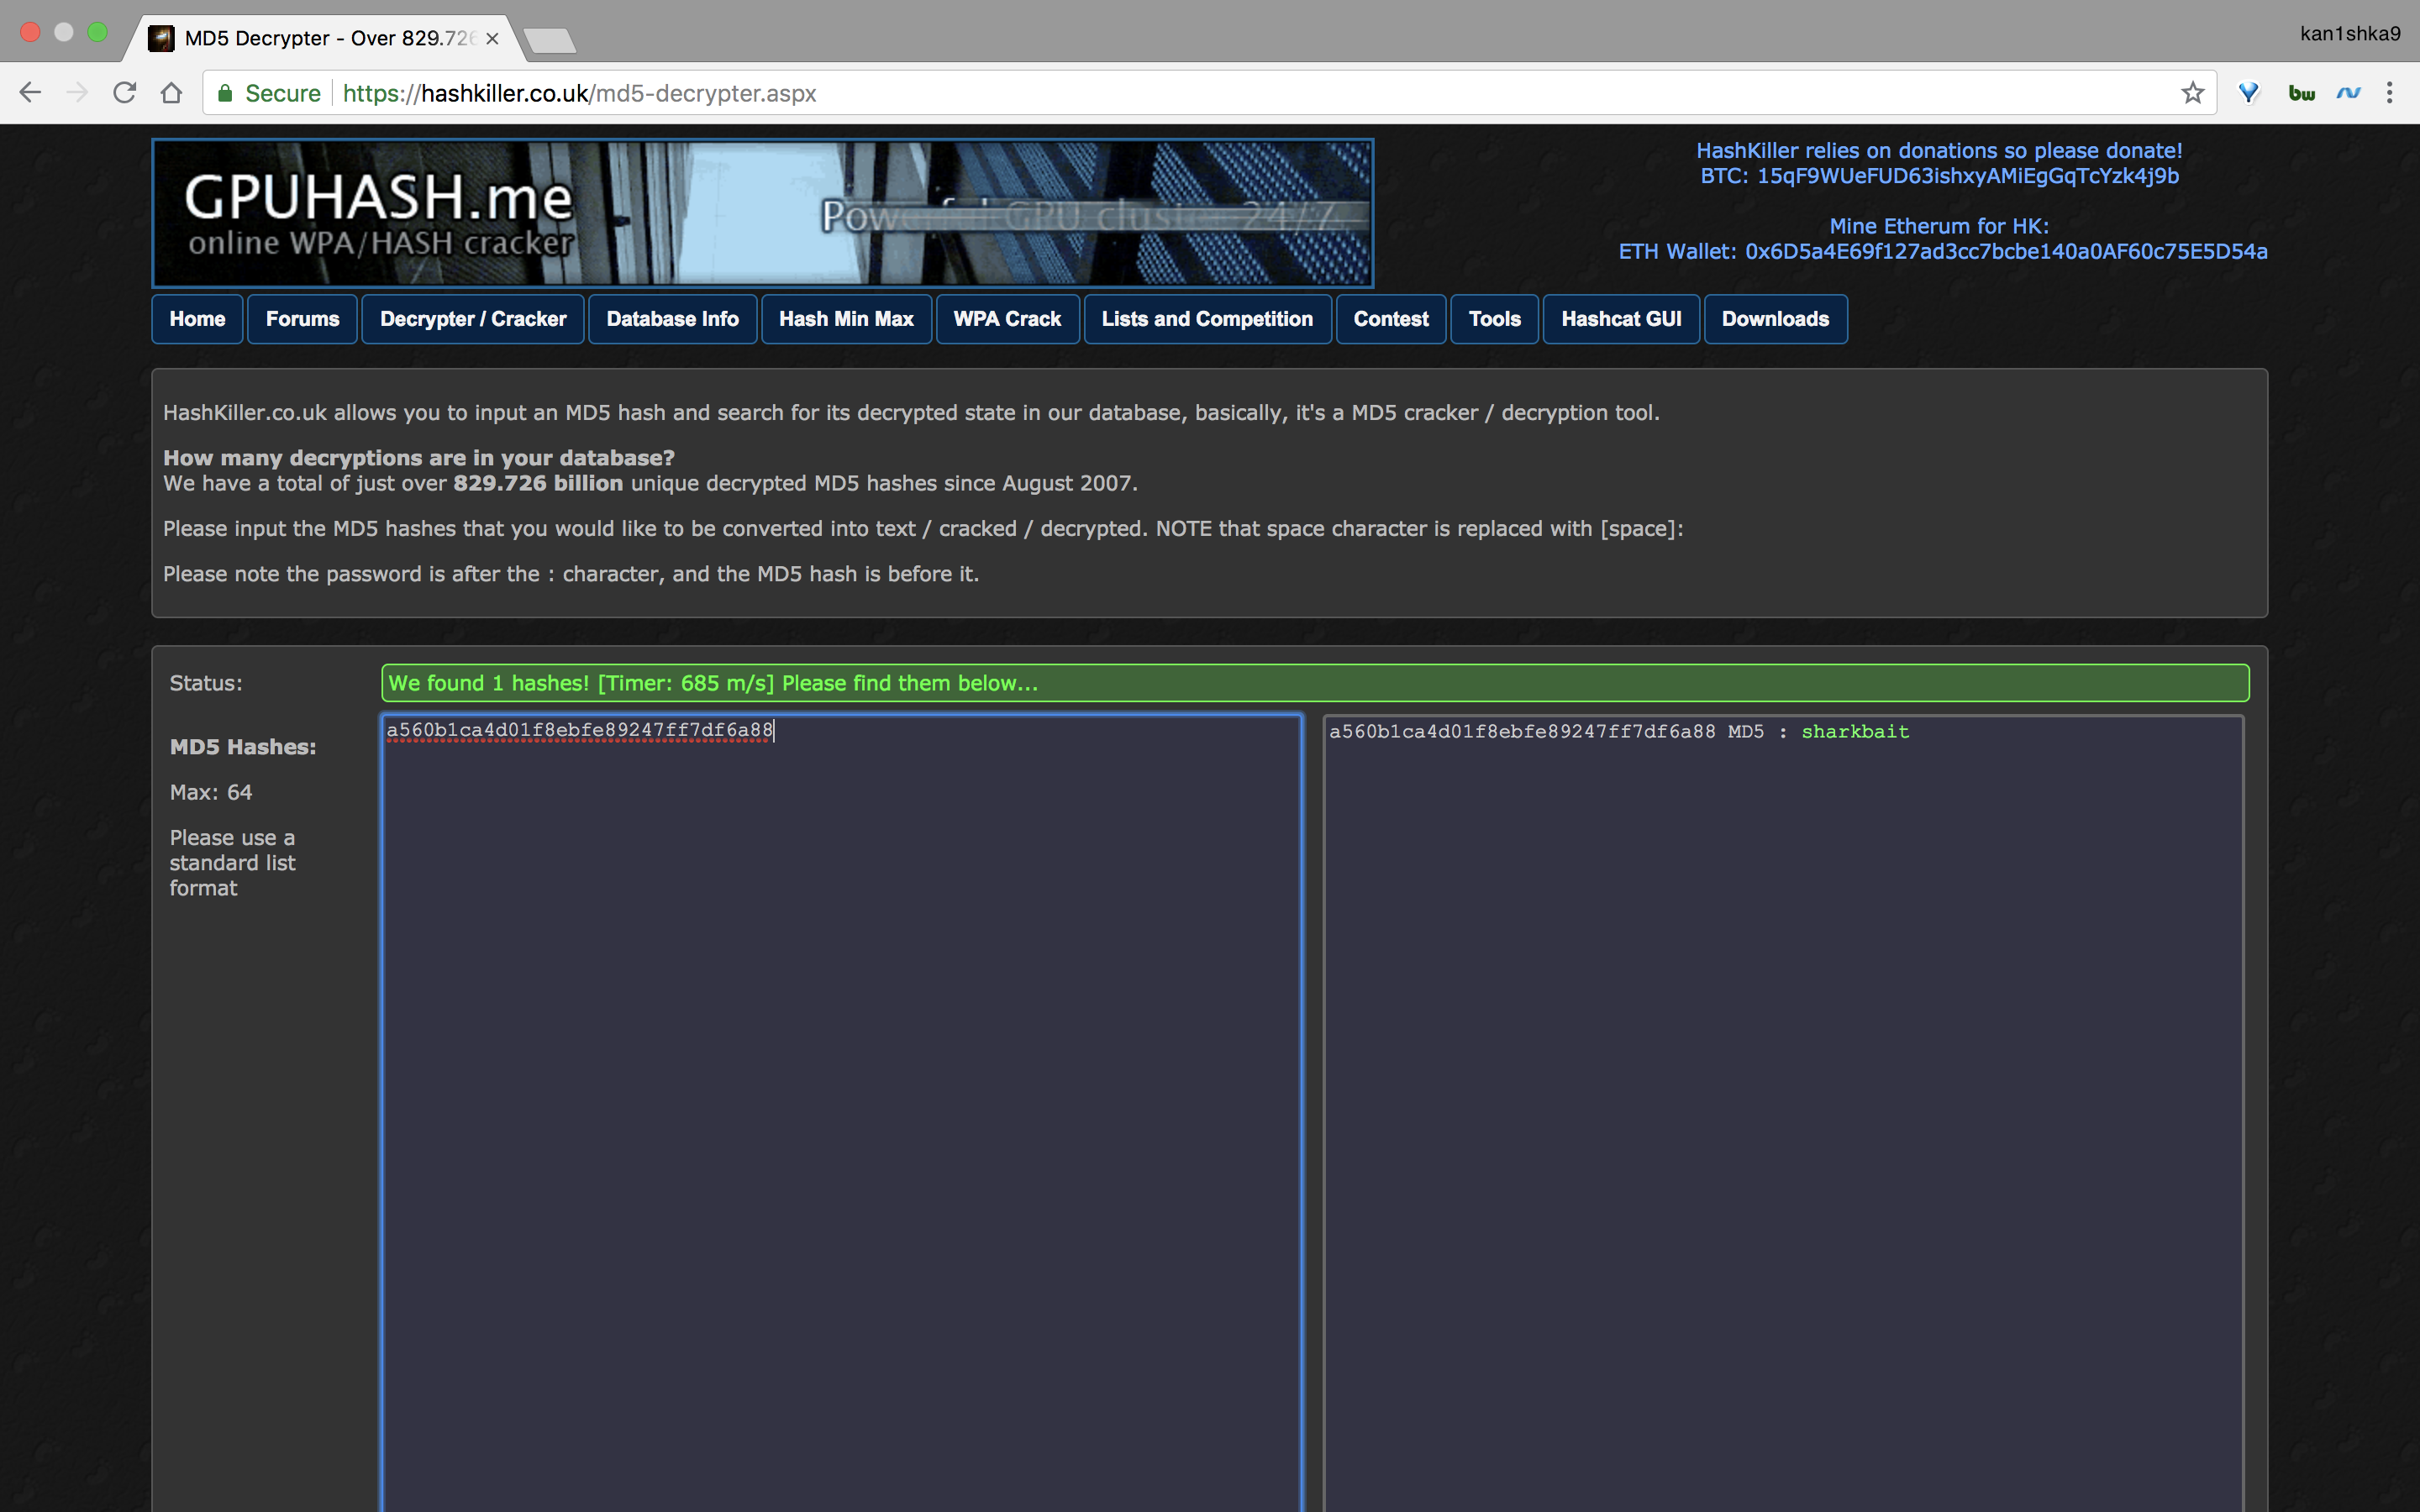 MD5 Decrypter - Over 829.726
kan1shka9
Secure https://hashkiller.co.uk/md5-decrypter.aspx
bw
GPUHASH.me
online WPA/HASH cracker
Powerful GPU cluster 24/7
HashKiller relies on donations so please donate!
BTC: 15qF9WUeFUD63ishxyAMiEgGqTcYzk4j9b
Mine Etherum for HK:
ETH Wallet: 0x6D5a4E69f127ad3cc7bcbe140a0AF60c75E5D54a
Home Forums Decrypter / Cracker Database Info Hash Min Max WPA Crack Lists and Competition Contest Tools Hashcat GUI Downloads
HashKiller.co.uk allows you to input an MD5 hash and search for its decrypted state in our database, basically, it's a MD5 cracker / decryption tool.
How many decryptions are in your database?
We have a total of just over 829.726 billion unique decrypted MD5 hashes since August 2007.
Please input the MD5 hashes that you would like to be converted into text / cracked / decrypted. NOTE that space character is replaced with [space]:
Please note the password is after the : character, and the MD5 hash is before it.
Status:
We found 1 hashes! [Timer: 685 m/s] Please find them below...
MD5 Hashes:
Max: 64
Please use a
standard list
format
a560b1ca4d01f8ebfe89247ff7df6a88
a560b1ca4d01f8ebfe89247ff7df6a88 MD5 : sharkbait